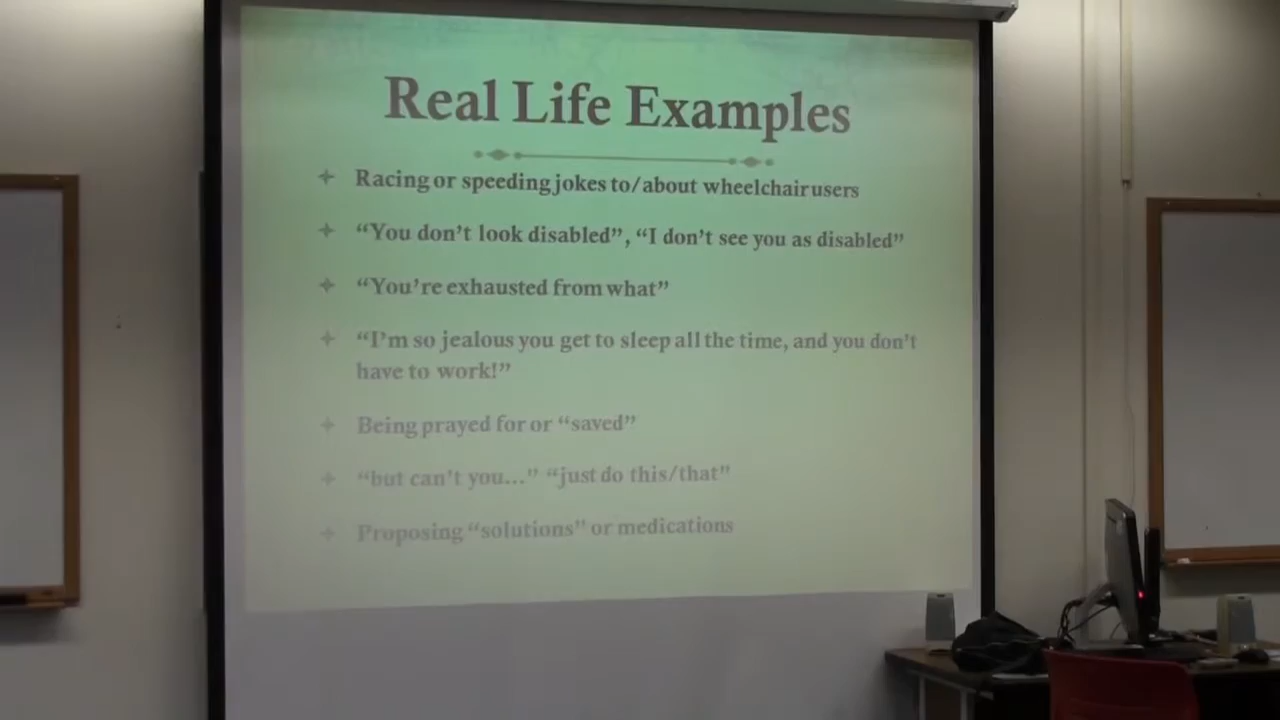 Real Life Examples
Racing or speeding jokes to/about wheelchair users
“You don’t look disabled”, “I don’t see you as disabled”
“You’re exhausted from what”
“I’m so jealous you get to sleep all the time, and you don’t
have to work!”
Being prayed for or “saved”
“but can’t you...” “just do this/that”
Proposing “solutions” or medications